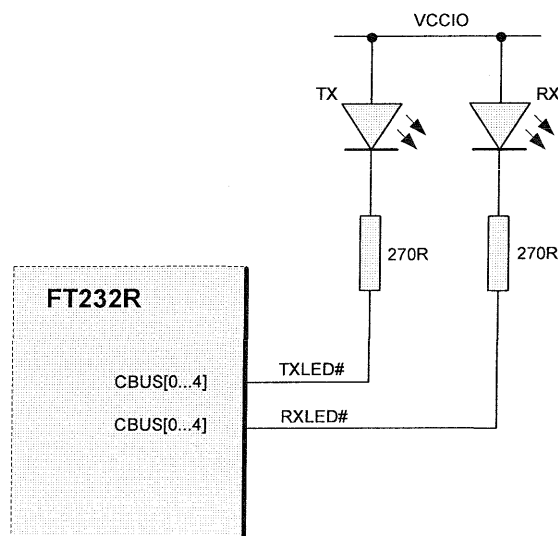 VCCIO
TX
RX
270R
270R
FT232R
CBUS[0...4]
TXLED#
CBUS[0...4]
RXLED#